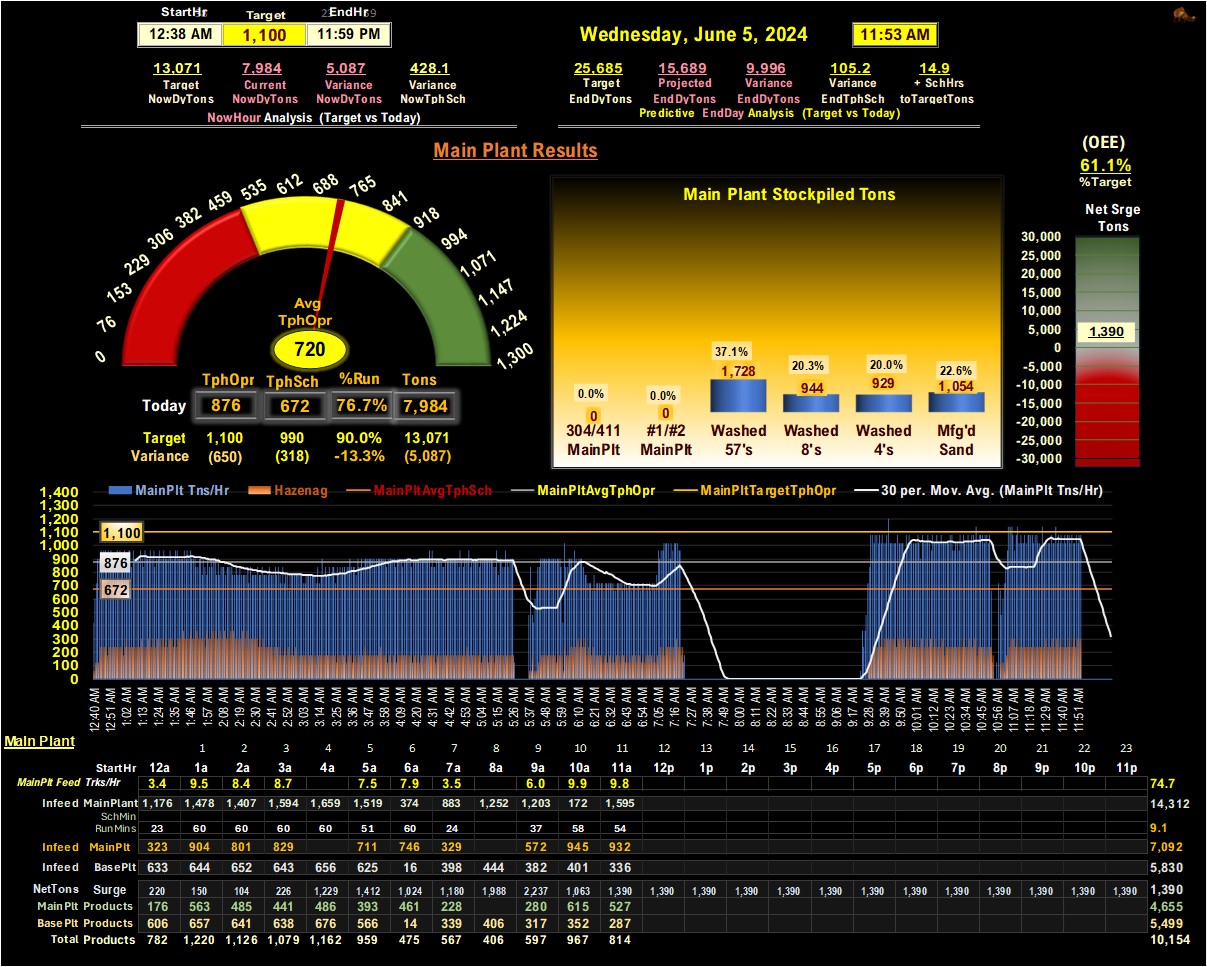 StartHr Target EndHr
12:38 AM 1,100 11:59 PM
Wednesday, June 5, 2024 11:53 AM
13,071 7,984 5,087 428.1
Target Current Variance Variance
NowDyTons NowDyTons NowDyTons NowTphSch
NowHour Analysis (Target vs Today)
25,685 15,689 9,996 105.2 14.9
Target Projected Variance Variance + SchHrs
EndDyTons EndDyTons EndDyTons EndTphSch toTargetTons
Predictive EndDay Analysis (Target vs Today)
Main Plant Results
(OEE)
61.1%
%Target
0 76 153 229 306 382 459 535 612 688 765 841 918 994 1,071 1,147 1,224 1,300
Avg
TphOpr
720
TphOpr TphSch %Run Tons
Today 876 672 76.7% 7,984
Target 1,100 990 90.0% 13,071
Variance (650) (318) -13.3% (5,087)
Main Plant Stockpiled Tons
0.0% 0.0% 37.1% 20.3% 20.0% 22.6%
0 0 1,728 944 929 1,054
304/411 #1/#2 Washed Washed Washed Mfg'd
MainPlt MainPlt 57's 8's 4's Sand
Net Srge
Tons
30,000
25,000
20,000
15,000
10,000
5,000
0
-5,000
-10,000
-15,000
-20,000
-25,000
-30,000
1,390
MainPlt Tns/Hr Hazenag MainPltAvgTphSch MainPltAvgTphOpr MainPltTargetTphOpr 30 per. Mov. Avg. (MainPlt Tns/Hr)
1,400
1,300
1,200
1,100
1,000
900
800
700
600
500
400
300
200
100
0
1,100
876
672
12:40 AM 12:51 AM 1:02 AM 1:13 AM 1:24 AM 1:35 AM 1:46 AM 1:57 AM 2:08 AM 2:19 AM 2:30 AM 2:41 AM 2:52 AM 3:03 AM 3:14 AM 3:25 AM 3:36 AM 3:47 AM 3:58 AM 4:09 AM 4:20 AM 4:31 AM 4:42 AM 4:53 AM 5:04 AM 5:15 AM 5:26 AM 5:37 AM 5:48 AM 5:59 AM 6:10 AM 6:21 AM 6:32 AM 6:43 AM 6:54 AM 7:05 AM 7:16 AM 7:27 AM 7:38 AM 7:49 AM 8:00 AM 8:11 AM 8:22 AM 8:33 AM 8:44 AM 8:55 AM 9:06 AM 9:17 AM 9:28 AM 9:39 AM 9:50 AM 10:01 AM 10:12 AM 10:23 AM 10:34 AM 10:45 AM 10:56 AM 11:07 AM 11:18 AM 11:29 AM 11:40 AM 11:51 AM
Main Plant
1 2 3 4 5 6 7 8 9 10 11 12 13 14 15 16 17 18 19 20 21 22 23
StartHr 12a 1a 2a 3a 4a 5a 6a 7a 8a 9a 10a 11a 12p 1p 2p 3p 4p 5p 6p 7p 8p 9p 10p 11p
MainPlt Feed Trks/Hr 3.4 9.5 8.4 8.7 7.5 7.9 3.5 6.0 9.9 9.8 74.7
Infeed MainPlant 1,176 1,478 1,407 1,594 1,659 1,519 374 883 1,252 1,203 172 1,595 14,312
SchMin
RunMins 23 60 60 60 60 51 60 24 37 58 54 9.1
Infeed MainPlt 323 904 801 829 711 746 329 572 945 932 7,092
Infeed BasePlt 633 644 652 643 656 625 16 398 444 382 401 336 5,830
NetTons Surge 220 150 104 226 1,229 1,412 1,024 1,180 1,988 2,237 1,063 1,390 1,390 1,390 1,390 1,390 1,390 1,390 1,390 1,390 1,390 1,390 1,390 1,390 1,390
MainPlt Products 176 563 485 441 486 393 461 228 280 615 527 4,655
BasePlt Products 606 657 641 638 676 566 14 339 406 317 352 287 5,499
Total Products 782 1,220 1,126 1,079 1,162 959 475 567 406 597 967 814 10,154